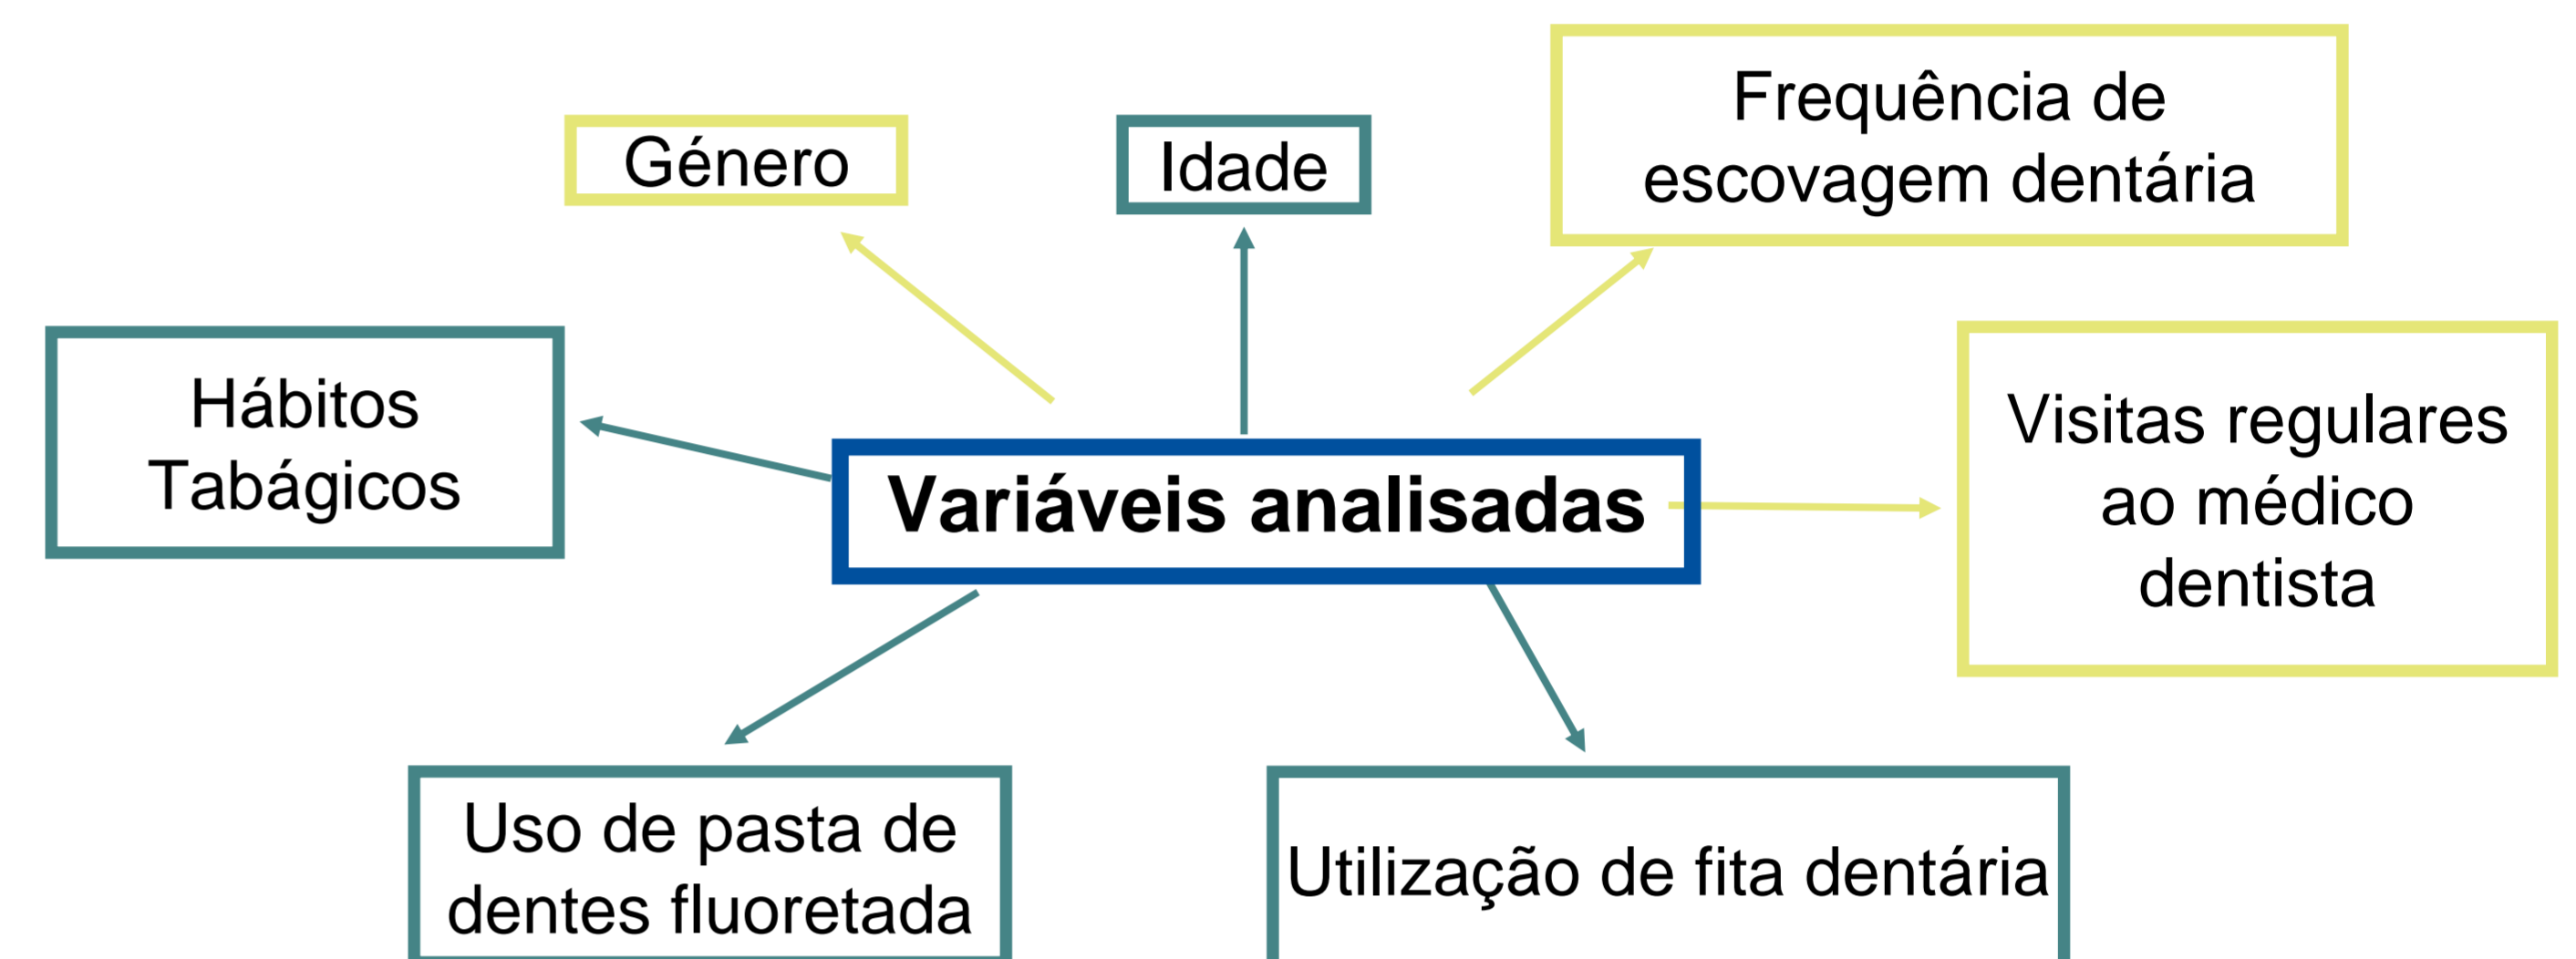 Género
Idade
Frequência de
escovagem dentária
Hábitos
Tabágicos
Variáveis analisadas
Visitas regulares
ao médico
dentista
Uso de pasta de
dentes fluoretada
Utilização de fita dentária